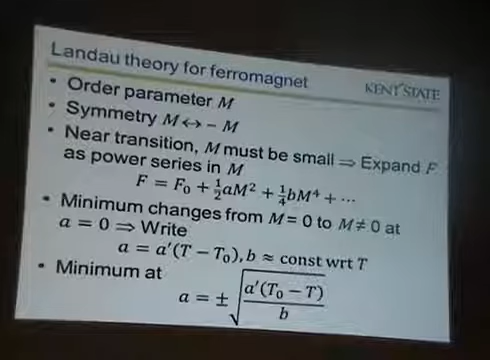 Landau theory for ferromagnet
KENT STATE
• Order parameter M
• Symmetry M ↔ − M
• Near transition, M must be small ⇒ Expand F
as power series in M
F = F₀ + ½aM² + ¼bM⁴ + ⋯
• Minimum changes from M = 0 to M ≠ 0 at
a = 0 ⇒ Write
a = a′(T − T₀), b ≈ const wrt T
• Minimum at
a = ± √(a′(T₀ − T)/b)